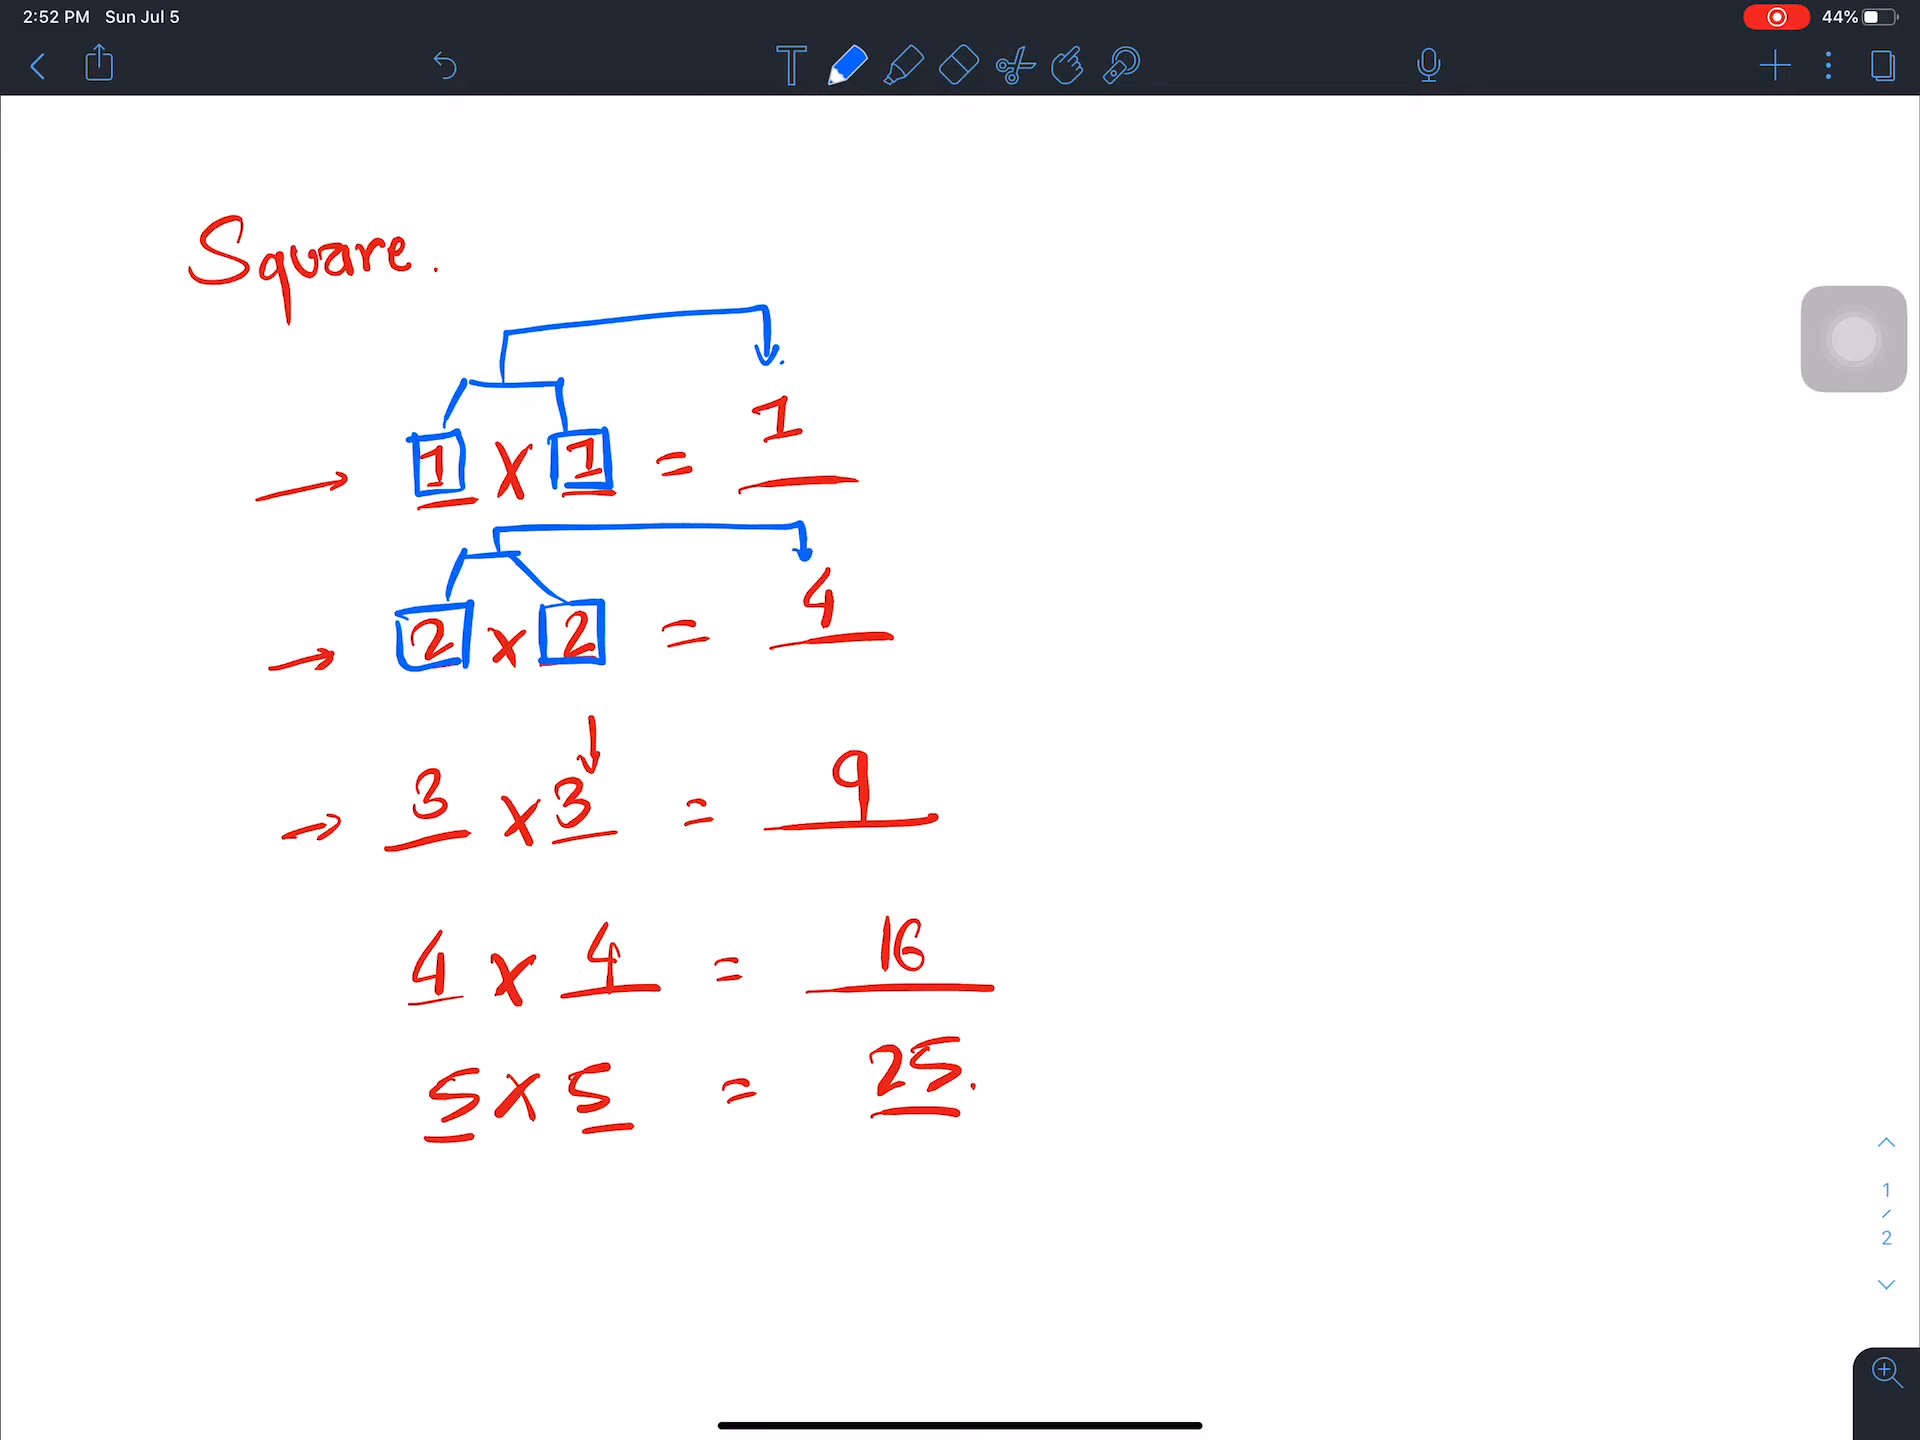 2:52 PM Sun Jul 5
44%
T
Square.
1 x 1 = 1
2 x 2 = 4
3 x 3 = 9
4 x 4 = 16
5 x 5 = 25.
1
/
2